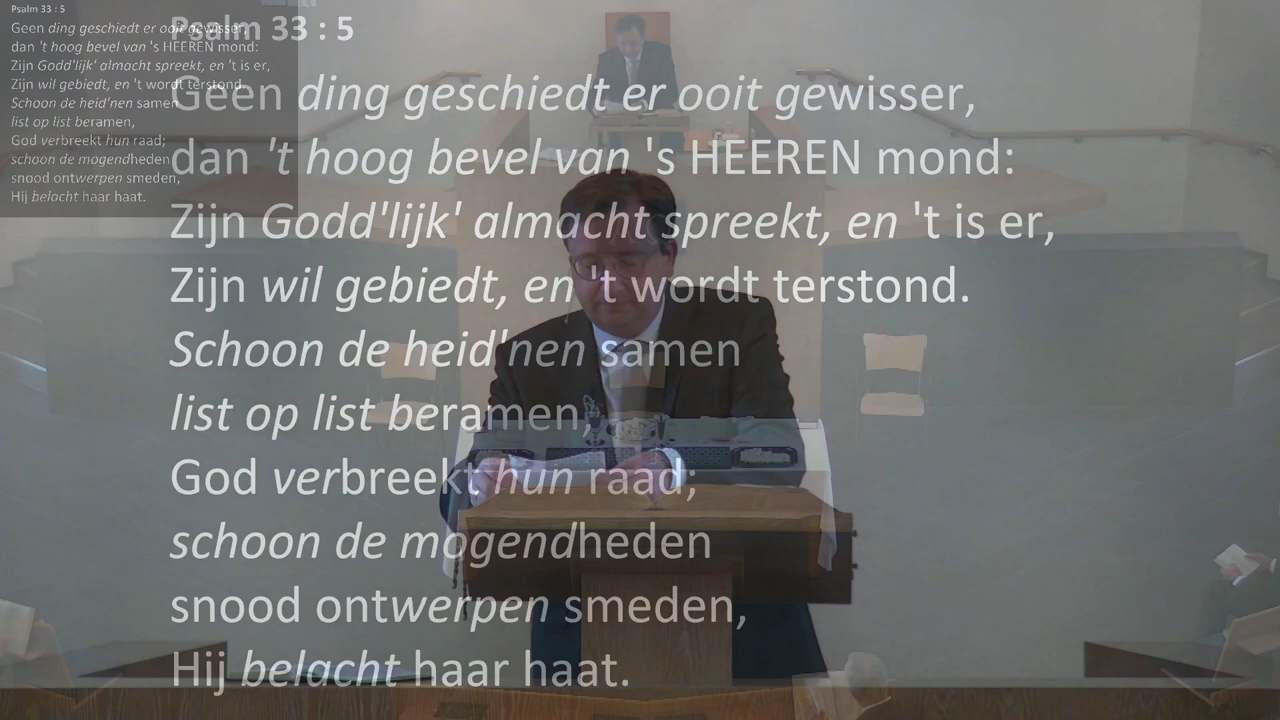 Psalm 33 : 5
Geen ding geschiedt er ooit gewisser,
dan 't hoog bevel van 's HEEREN mond:
Zijn Godd'lijk' almacht spreekt, en 't is er,
Zijn wil gebiedt, en 't wordt terstond.
Schoon de heid'nen samen
list op list beramen,
God verbreekt hun raad;
schoon de mogendheden
snood ontwerpen smeden,
Hij belacht haar haat.
Psalm 33 : 5
Geen ding geschiedt er ooit gewisser,
dan 't hoog bevel van 's HEEREN mond:
Zijn Godd'lijk' almacht spreekt, en 't is er,
Zijn wil gebiedt, en 't wordt terstond.
Schoon de heid'nen samen
list op list beramen,
God verbreekt hun raad;
schoon de mogendheden
snood ontwerpen smeden,
Hij belacht haar haat.